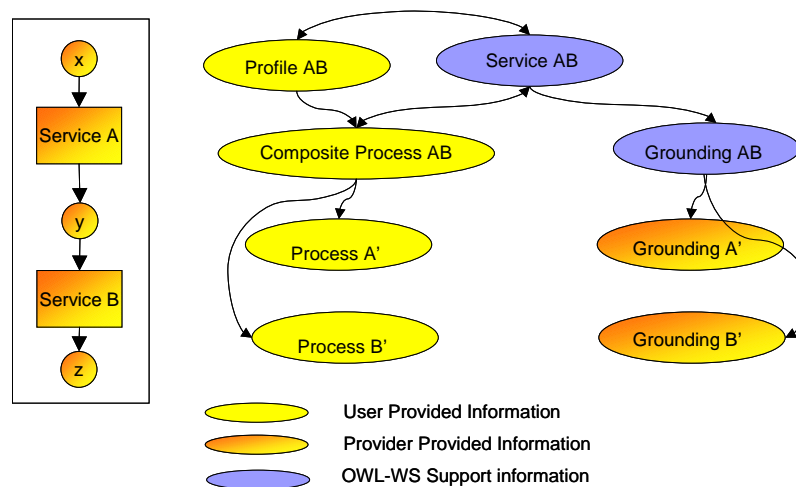 x
Service A
y
Service B
z
Profile AB
Service AB
Composite Process AB
Grounding AB
Process A’
Grounding A’
Process B’
Grounding B’
User Provided Information
Provider Provided Information
OWL-WS Support information